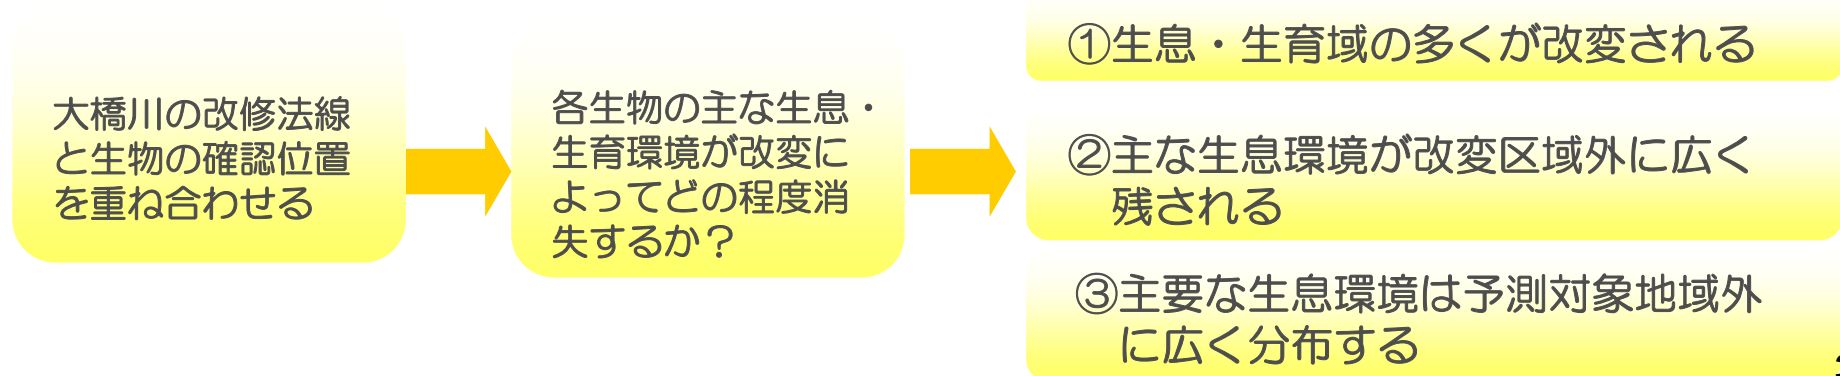 大橋川の改修法線
と生物の確認位置
を重ね合わせる
各生物の主な生息・
生育環境が改変に
よってどの程度消
失するか？
①生息・生育域の多くが改変される
②主な生息環境が改変区域外に広く
残される
③主要な生息環境は予測対象地域外
に広く分布する